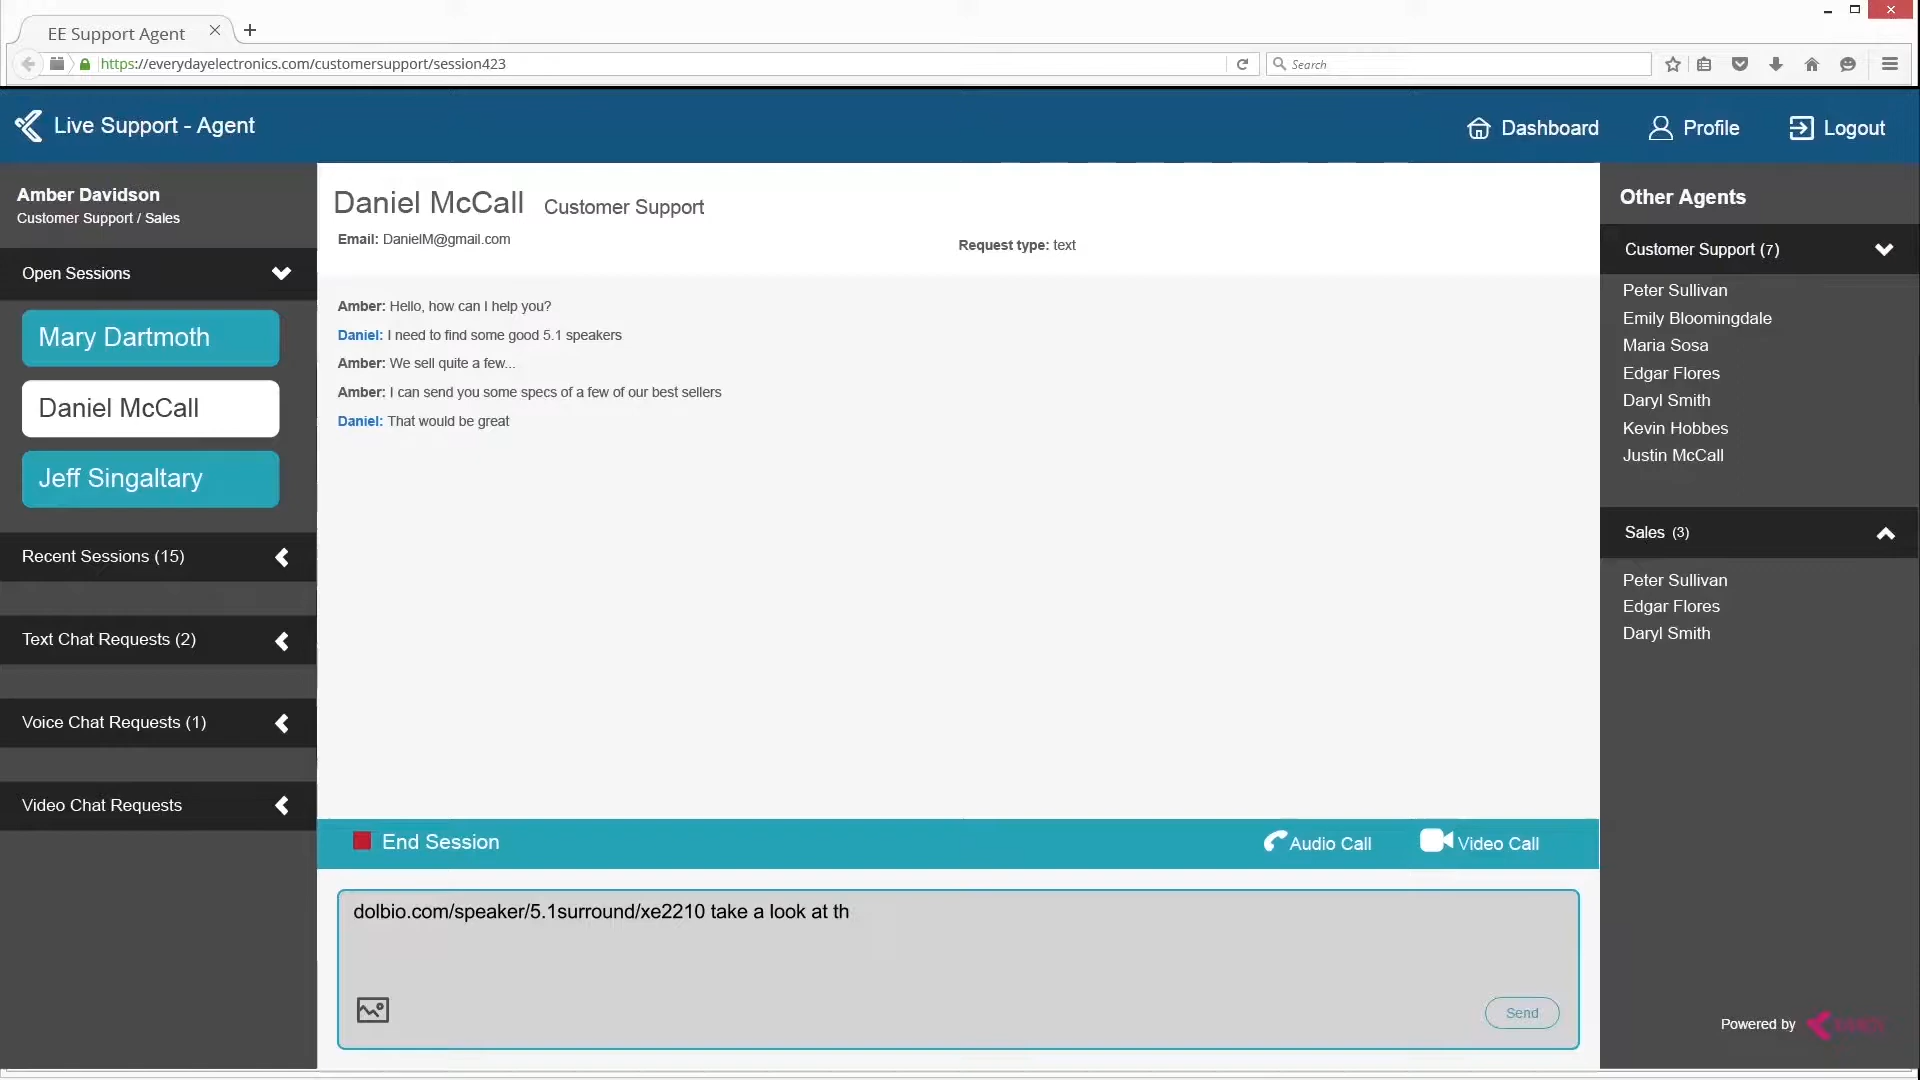 EE Support Agent
https://everydayelectronics.com/customersupport/session423
Search
Live Support - Agent
Dashboard
Profile
Logout
Amber Davidson
Customer Support / Sales
Open Sessions
Mary Dartmoth
Daniel McCall
Jeff Singaltary
Recent Sessions (15)
Text Chat Requests (2)
Voice Chat Requests (1)
Video Chat Requests
Daniel McCall Customer Support
Email: DanielM@gmail.com
Request type: text
Amber: Hello, how can I help you?
Daniel: I need to find some good 5.1 speakers
Amber: We sell quite a few...
Amber: I can send you some specs of a few of our best sellers
Daniel: That would be great
End Session
Audio Call
Video Call
dolbio.com/speaker/5.1surround/xe2210 take a look at th
Send
Other Agents
Customer Support (7)
Peter Sullivan
Emily Bloomingdale
Maria Sosa
Edgar Flores
Daryl Smith
Kevin Hobbes
Justin McCall
Sales (3)
Peter Sullivan
Edgar Flores
Daryl Smith
Powered by